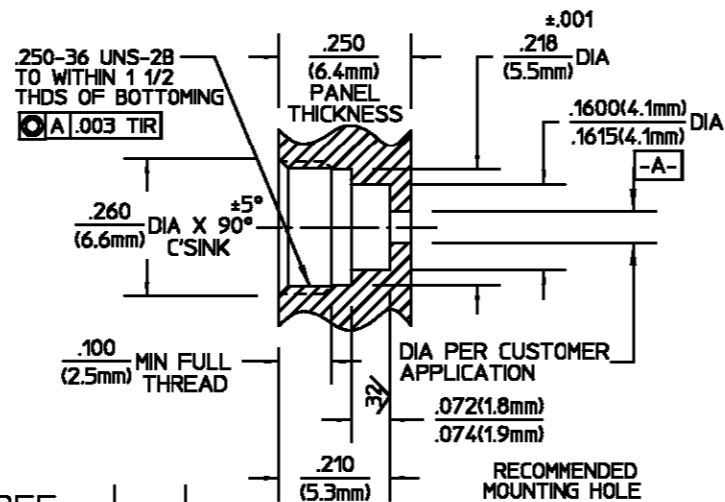 ±.001
.250-36 UNS-2B
TO WITHIN 1 1/2
THDS OF BOTTOMING
A .003 TIR
.250
(6.4mm)
PANEL
THICKNESS
.218
(5.5mm) DIA
.1600(4.1mm)
.1615(4.1mm) DIA
-A-
±5°
.260
(6.6mm) DIA X 90°
C'SINK
.100
(2.5mm) MIN FULL
THREAD
DIA PER CUSTOMER
APPLICATION
32
.072(1.8mm)
.074(1.9mm)
.210
(5.3mm)
RECOMMENDED
MOUNTING HOLE